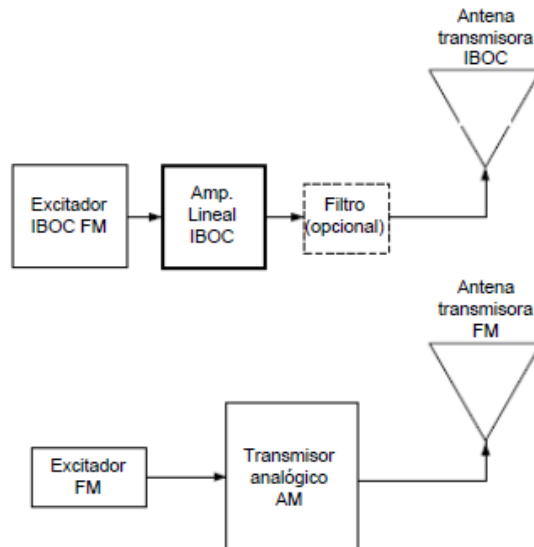 Antena
transmisora
IBOC
Excitador
IBOC FM
Amp.
Lineal
IBOC
Filtro
(opcional)
Antena
transmisora
FM
Excitador
FM
Transmisor
analógico
AM